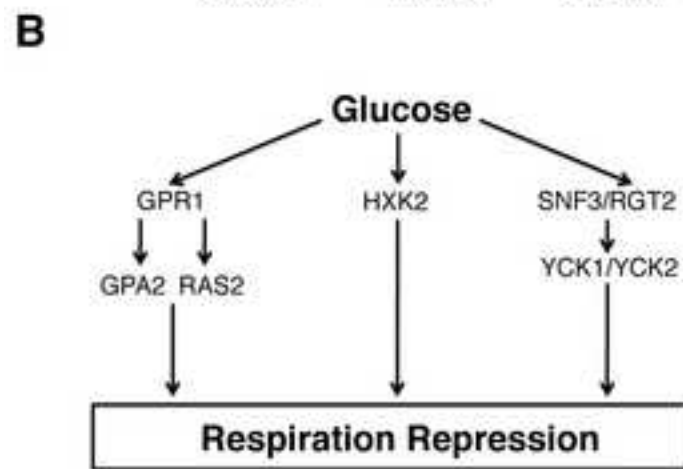 B
Glucose
GPR1 HXK2 SNF3/RGT2
YCK1/YCK2
GPA2 RAS2
Respiration Repression